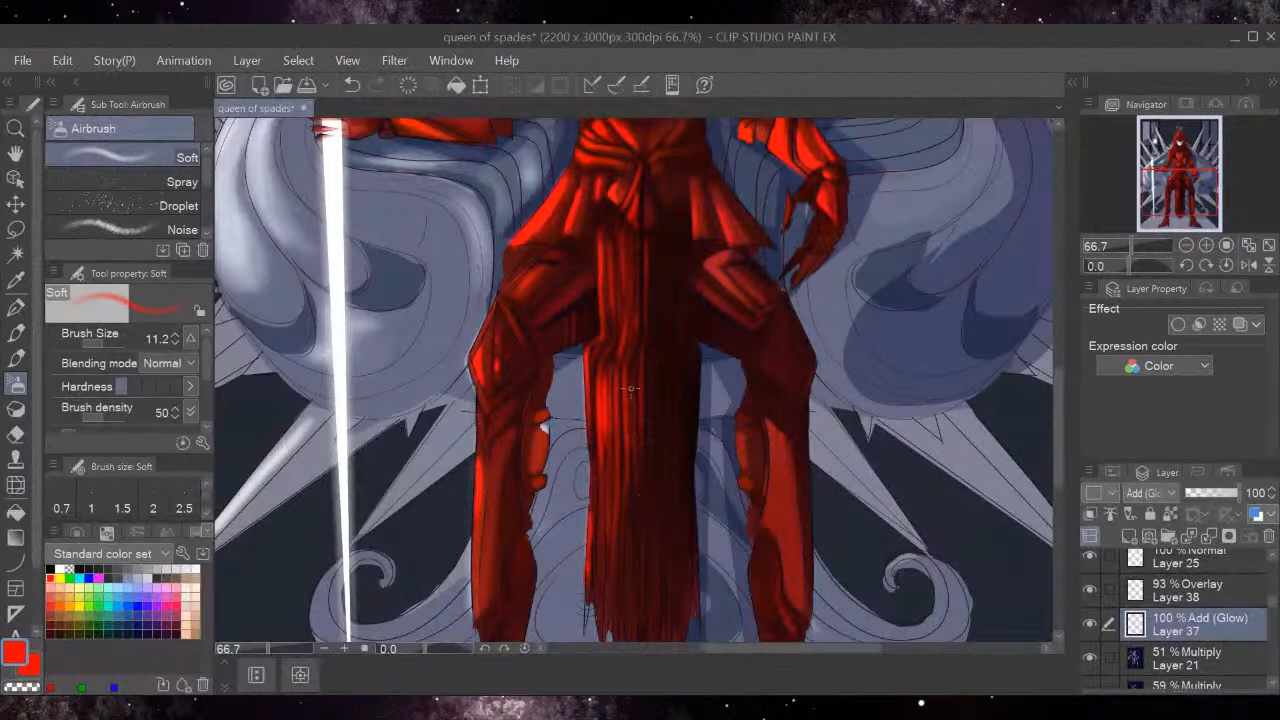 queen of spades* (2200 x 3000px 300dpi 66.7%) - CLIP STUDIO PAINT EX
File Edit Story(P) Animation Layer Select View Filter Window Help
Sub Tool: Airbrush
queen of spades*
Navigator
Airbrush
Soft
Spray
Droplet
Noise
66.7
0.0
Tool property: Soft
Layer Property
Soft
Effect
Brush Size 11.2
Expression color
Blending mode Normal
Color
Hardness
Brush density 50
Brush size: Soft
Layer
100
0.7 1 1.5 2 2.5
Standard color set
100 % Normal
Layer 25
93 % Overlay
Layer 38
100 % Add (Glow)
Layer 37
51 % Multiply
Layer 21
59 % Multiply
66.7 0.0